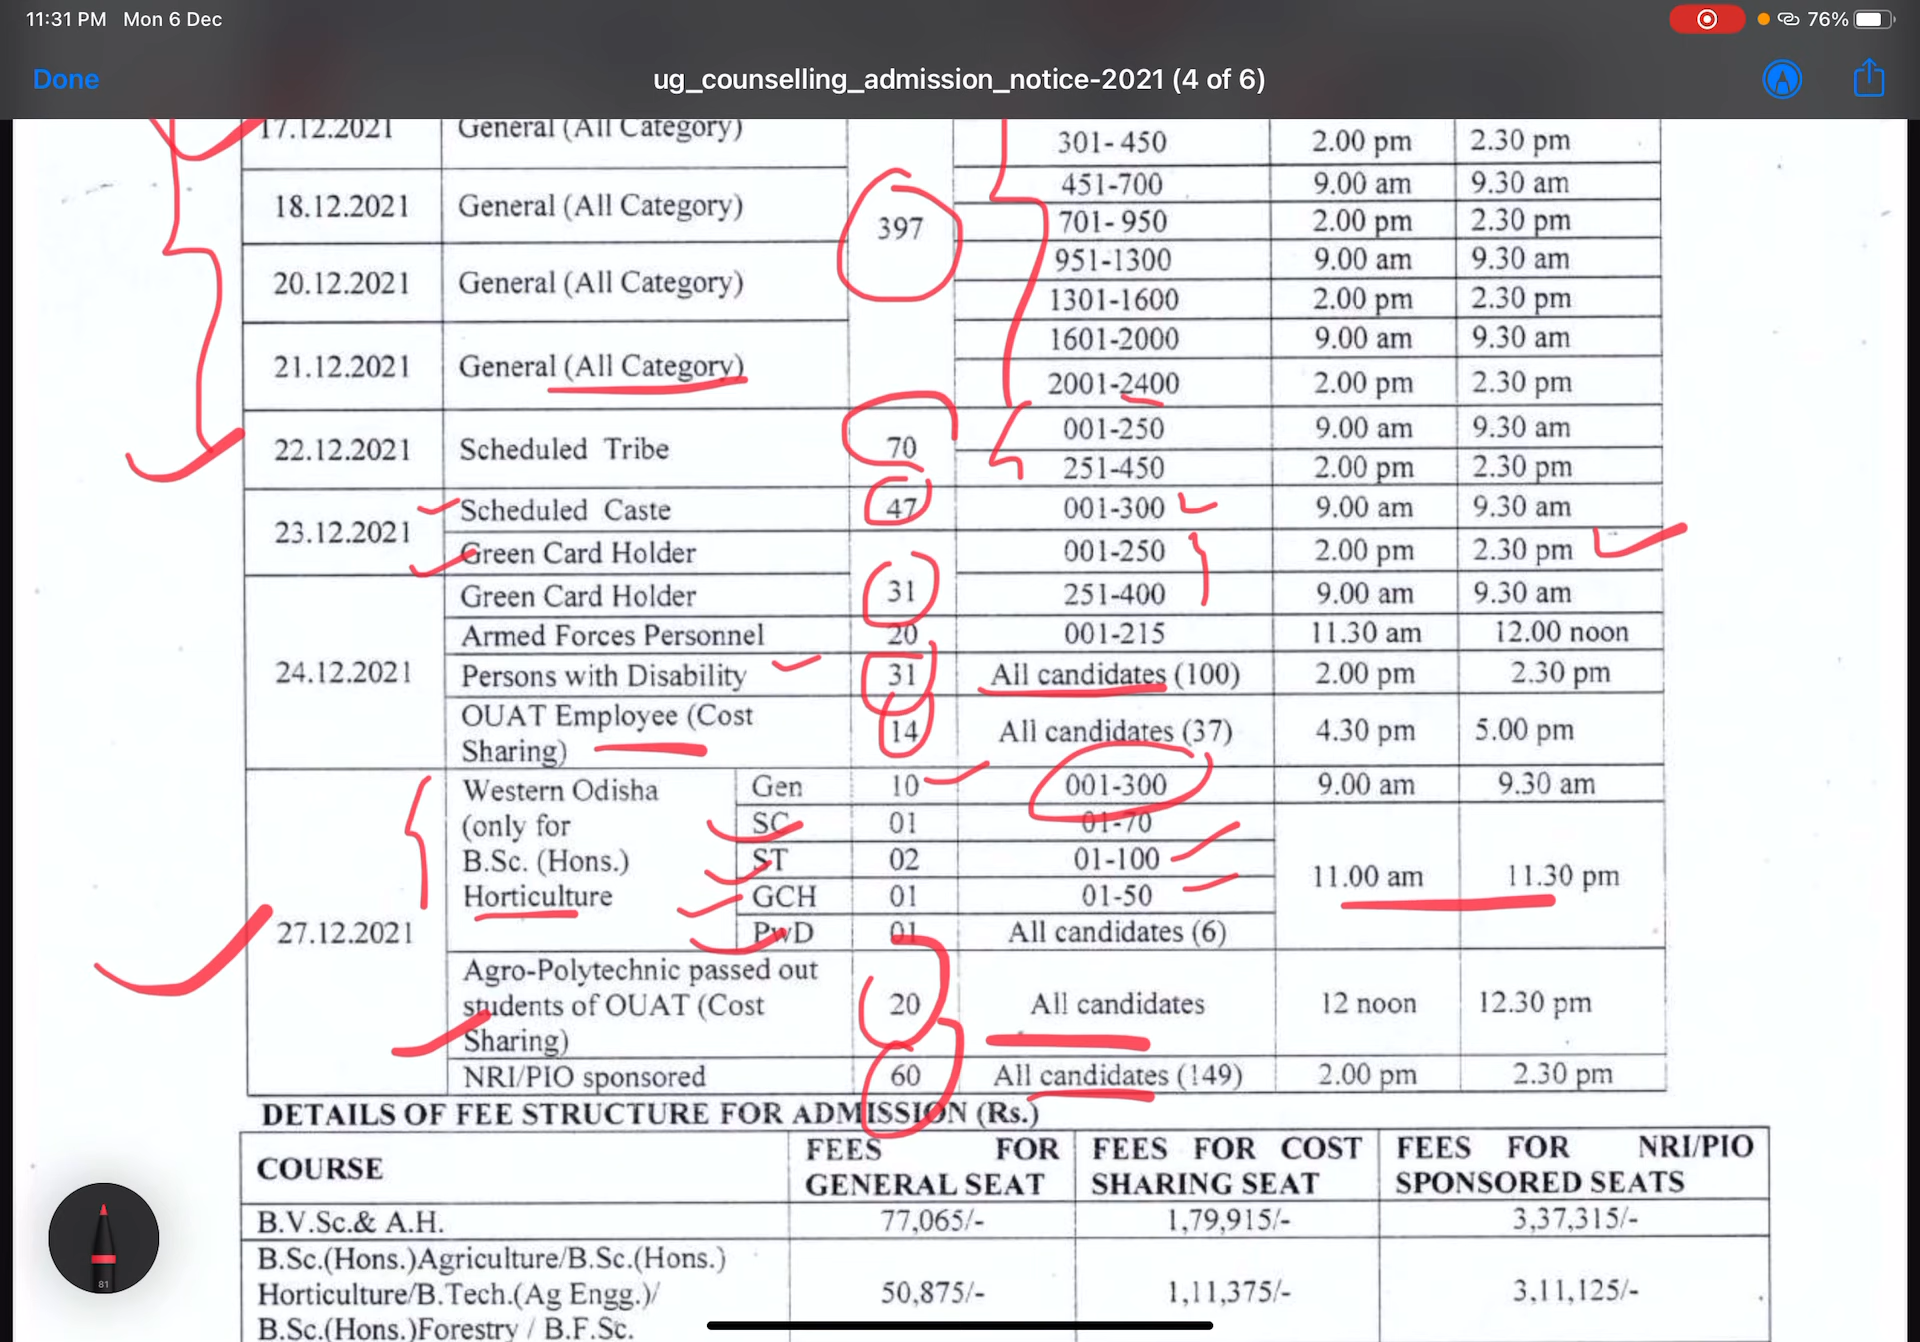 11:31 PM Mon 6 Dec
76%
Done
ug_counselling_admission_notice-2021 (4 of 6)
17.12.2021 General (All Category) 301- 450 2.00 pm 2.30 pm
18.12.2021 General (All Category) 397 451-700 9.00 am 9.30 am
701- 950 2.00 pm 2.30 pm
20.12.2021 General (All Category) 951-1300 9.00 am 9.30 am
1301-1600 2.00 pm 2.30 pm
21.12.2021 General (All Category) 1601-2000 9.00 am 9.30 am
2001-2400 2.00 pm 2.30 pm
22.12.2021 Scheduled Tribe 70 001-250 9.00 am 9.30 am
251-450 2.00 pm 2.30 pm
23.12.2021 Scheduled Caste 47 001-300 9.00 am 9.30 am
Green Card Holder 001-250 2.00 pm 2.30 pm
24.12.2021 Green Card Holder 31 251-400 9.00 am 9.30 am
Armed Forces Personnel 20 001-215 11.30 am 12.00 noon
Persons with Disability 31 All candidates (100) 2.00 pm 2.30 pm
OUAT Employee (Cost
Sharing) 14 All candidates (37) 4.30 pm 5.00 pm
27.12.2021 Western Odisha
(only for
B.Sc. (Hons.)
Horticulture
Gen 10 001-300 9.00 am 9.30 am
SC 01 01-70 11.00 am 11.30 pm
ST 02 01-100
GCH 01 01-50
PwD 01 All candidates (6)
Agro-Polytechnic passed out
students of OUAT (Cost
Sharing) 20 All candidates 12 noon 12.30 pm
NRI/PIO sponsored 60 All candidates (149) 2.00 pm 2.30 pm
DETAILS OF FEE STRUCTURE FOR ADMISSION (Rs.)
COURSE
FEES FOR
GENERAL SEAT
FEES FOR COST
SHARING SEAT
FEES FOR NRI/PIO
SPONSORED SEATS
B.V.Sc.& A.H. 77,065/- 1,79,915/- 3,37,315/-
B.Sc.(Hons.)Agriculture/B.Sc.(Hons.)
Horticulture/B.Tech.(Ag Engg.)/ 50,875/- 1,11,375/- 3,11,125/-
B.Sc.(Hons.)Forestry / B.F.Sc.
81